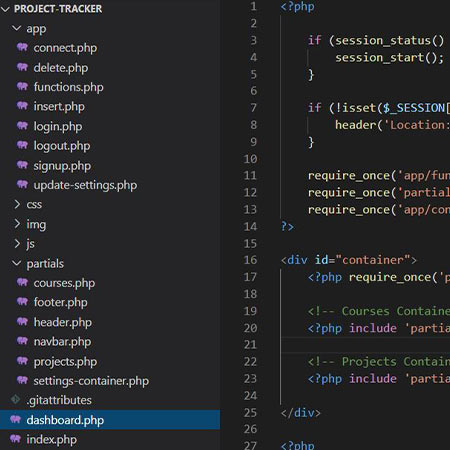 PROJECT-TRACKER
app
connect.php
delete.php
functions.php
insert.php
login.php
logout.php
signup.php
update-settings.php
css
img
js
partials
courses.php
footer.php
header.php
navbar.php
projects.php
settings-container.php
.gitattributes
dashboard.php
index.php
1 <?php
2
3 if (session_status()
4 session_start();
5 }
6
7 if (!isset($_SESSION[
8 header('Location:
9 }
10
11 require_once('app/fun
12 require_once('partial
13 require_once('app/con
14 ?>
15
16 <div id="container">
17 <?php require_once('p
18
19 <!-- Courses Containe
20 <?php include 'partia
21
22 <!-- Projects Contain
23 <?php include 'partia
24
25 </div>
26
27 <?php